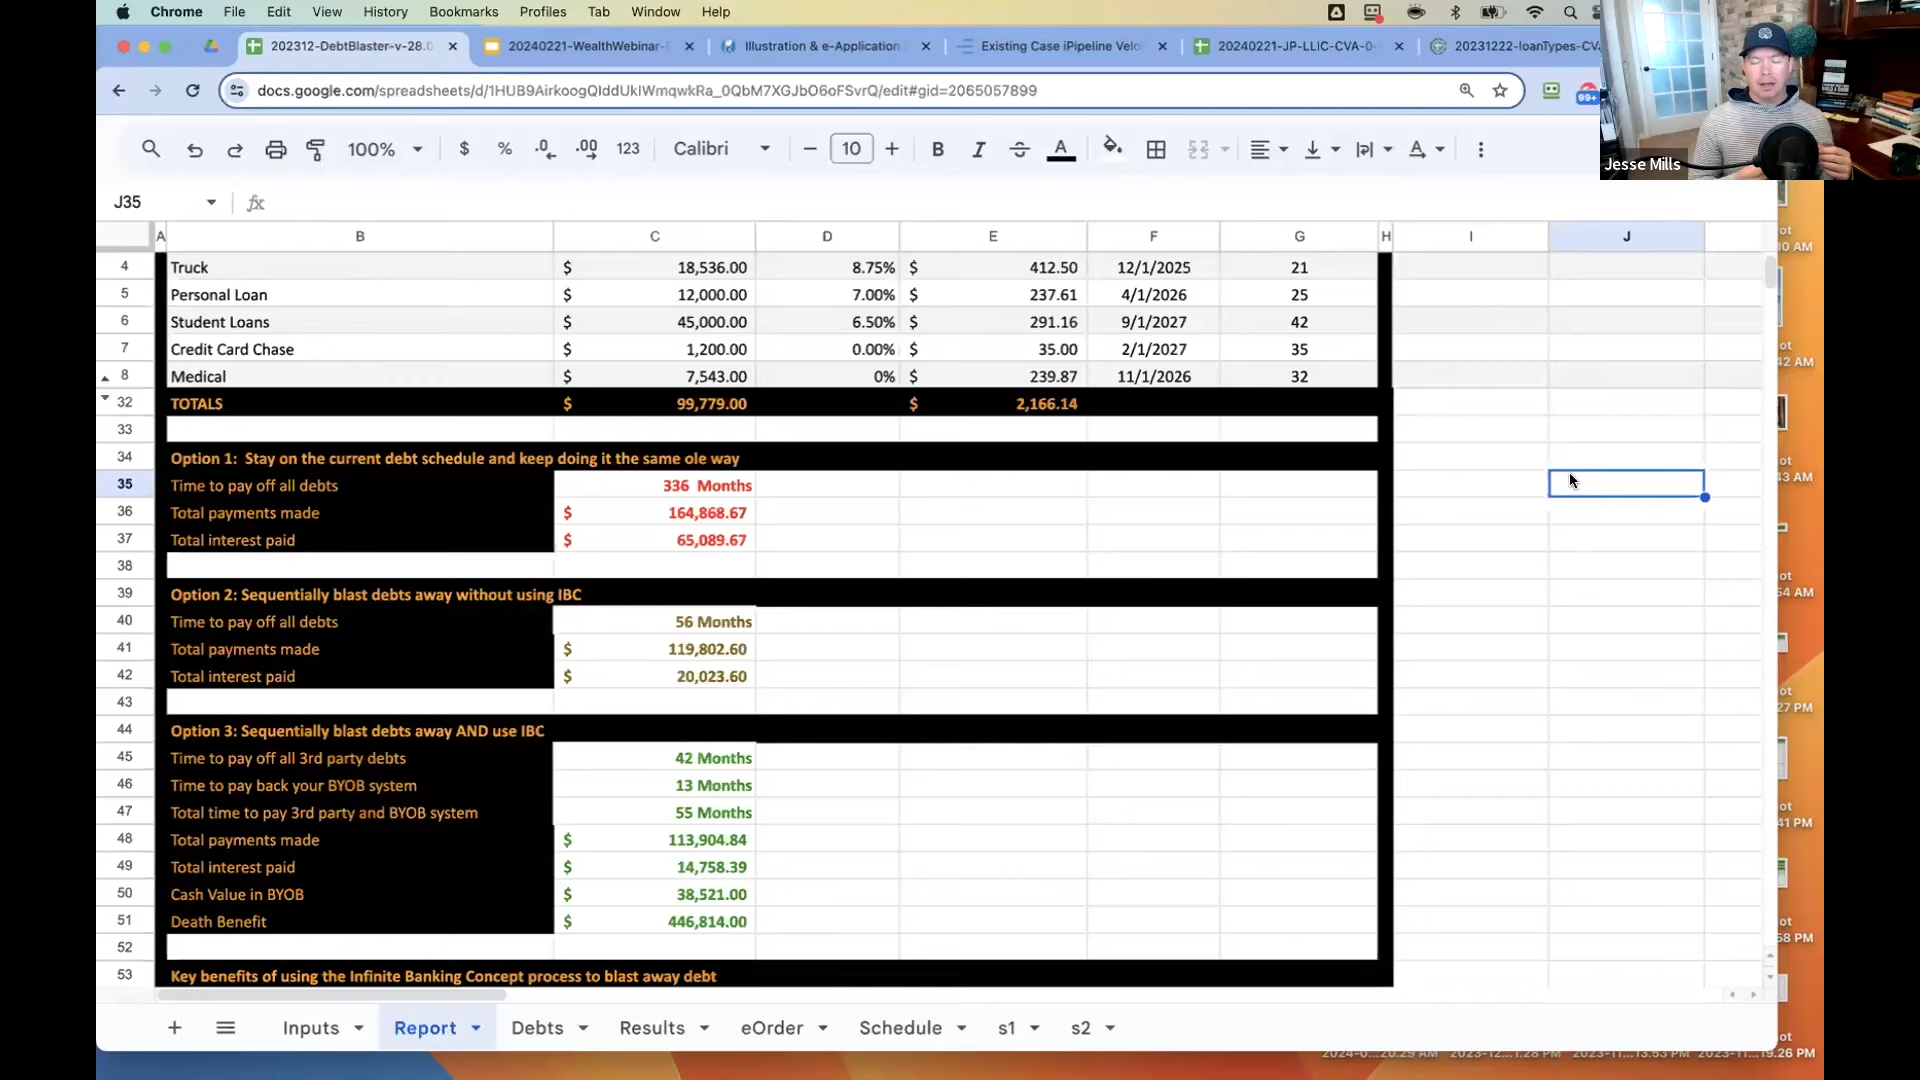 Chrome File Edit View History Bookmarks Profiles Tab Window Help
202312-DebtBlaster-v-28.0 20240221-WealthWebinar-F Illustration & e-Application Existing Case iPipeline Velo 20240221-JP-LLIC-CVA-0- 20231222-loanTypes-CV
docs.google.com/spreadsheets/d/1HUB9AirkoogQIddUkIWmqwkRa_0QbM7XGJbO6oFSvrQ/edit#gid=2065057899 99+
100% $ % .0 .00 123 Calibri 10 B I S A
Jesse Mills
J35 fx
A B C D E F G H I J
4 Truck $ 18,536.00 8.75% $ 412.50 12/1/2025 21
5 Personal Loan $ 12,000.00 7.00% $ 237.61 4/1/2026 25
6 Student Loans $ 45,000.00 6.50% $ 291.16 9/1/2027 42
7 Credit Card Chase $ 1,200.00 0.00% $ 35.00 2/1/2027 35
8 Medical $ 7,543.00 0% $ 239.87 11/1/2026 32
32 TOTALS $ 99,779.00 $ 2,166.14
33
34 Option 1: Stay on the current debt schedule and keep doing it the same ole way
35 Time to pay off all debts 336 Months
36 Total payments made $ 164,868.67
37 Total interest paid $ 65,089.67
38
39 Option 2: Sequentially blast debts away without using IBC
40 Time to pay off all debts 56 Months
41 Total payments made $ 119,802.60
42 Total interest paid $ 20,023.60
43
44 Option 3: Sequentially blast debts away AND use IBC
45 Time to pay off all 3rd party debts 42 Months
46 Time to pay back your BYOB system 13 Months
47 Total time to pay 3rd party and BYOB system 55 Months
48 Total payments made $ 113,904.84
49 Total interest paid $ 14,758.39
50 Cash Value in BYOB $ 38,521.00
51 Death Benefit $ 446,814.00
52
53 Key benefits of using the Infinite Banking Concept process to blast away debt
Inputs Report Debts Results eOrder Schedule s1 s2